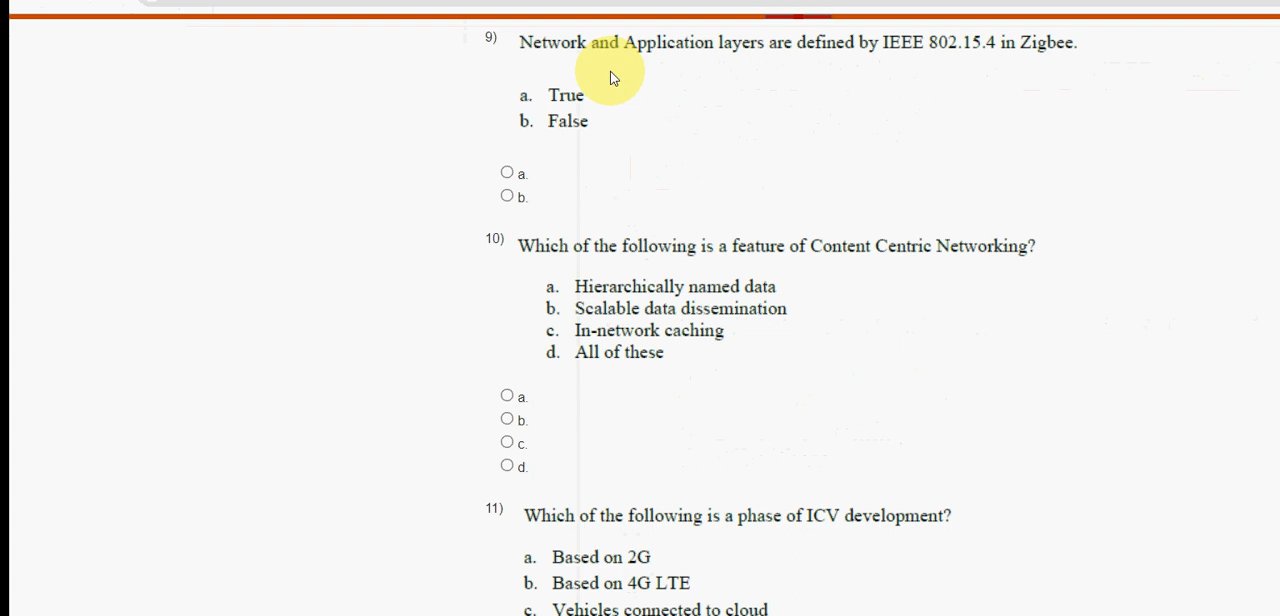 9) Network and Application layers are defined by IEEE 802.15.4 in Zigbee.
a. True
b. False
a.
b.
10) Which of the following is a feature of Content Centric Networking?
a. Hierarchically named data
b. Scalable data dissemination
c. In-network caching
d. All of these
a.
b.
c.
d.
11) Which of the following is a phase of ICV development?
a. Based on 2G
b. Based on 4G LTE
c. Vehicles connected to cloud